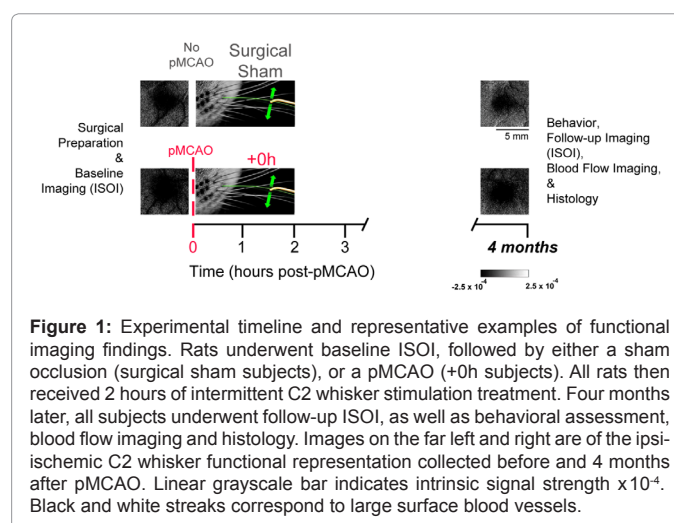 No
pMCAO
Surgical
Sham
Surgical
Preparation
&
Baseline
Imaging (ISOI)
pMCAO
+0h
5 mm
Behavior,
Follow-up Imaging
(ISOI),
Blood Flow Imaging,
&
Histology
0 1 2 3
4 months
Time (hours post-pMCAO)
-2.5 x 10⁻⁴ 2.5 x 10⁻⁴
Figure 1: Experimental timeline and representative examples of functional
imaging findings. Rats underwent baseline ISOI, followed by either a sham
occlusion (surgical sham subjects), or a pMCAO (+0h subjects). All rats then
received 2 hours of intermittent C2 whisker stimulation treatment. Four months
later, all subjects underwent follow-up ISOI, as well as behavioral assessment,
blood flow imaging and histology. Images on the far left and right are of the ipsi-
ischemic C2 whisker functional representation collected before and 4 months
after pMCAO. Linear grayscale bar indicates intrinsic signal strength x10⁻⁴.
Black and white streaks correspond to large surface blood vessels.